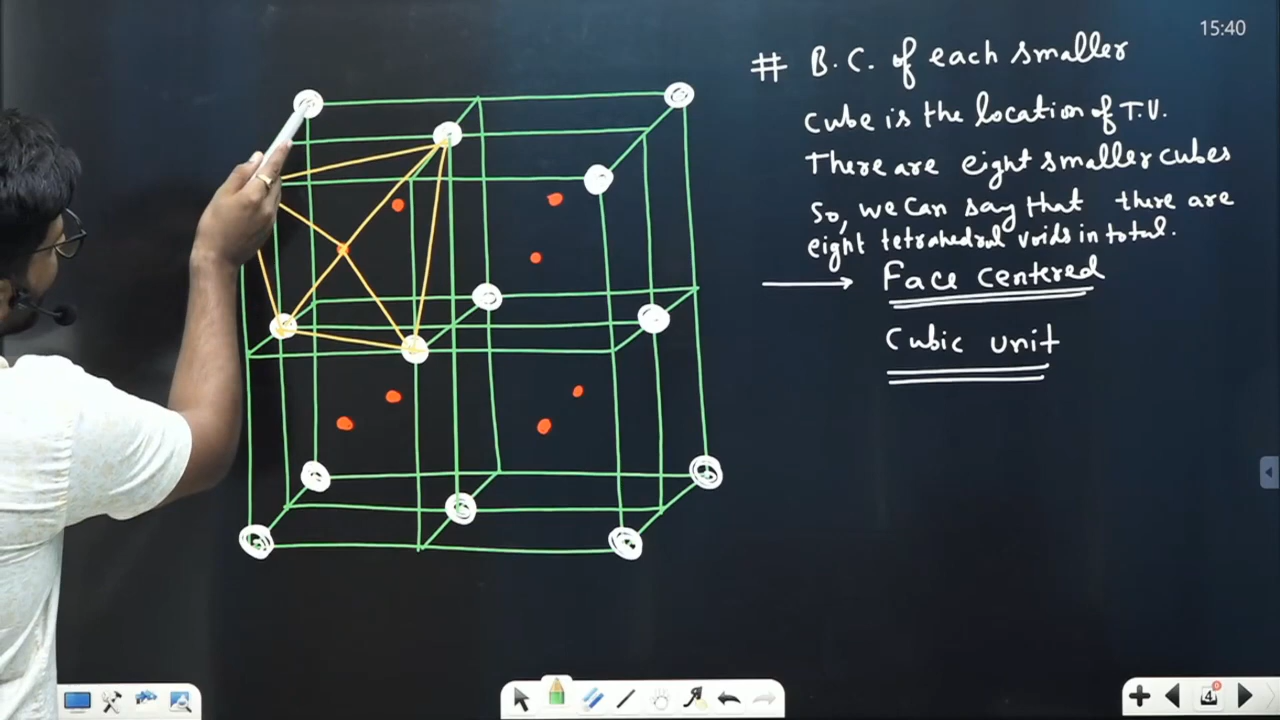 15:40
# B.C. of each smaller
Cube is the location of T.V.
There are eight smaller cubes
So, we can say that there are
eight tetrahedral voids in total.
Face centered
Cubic unit
4